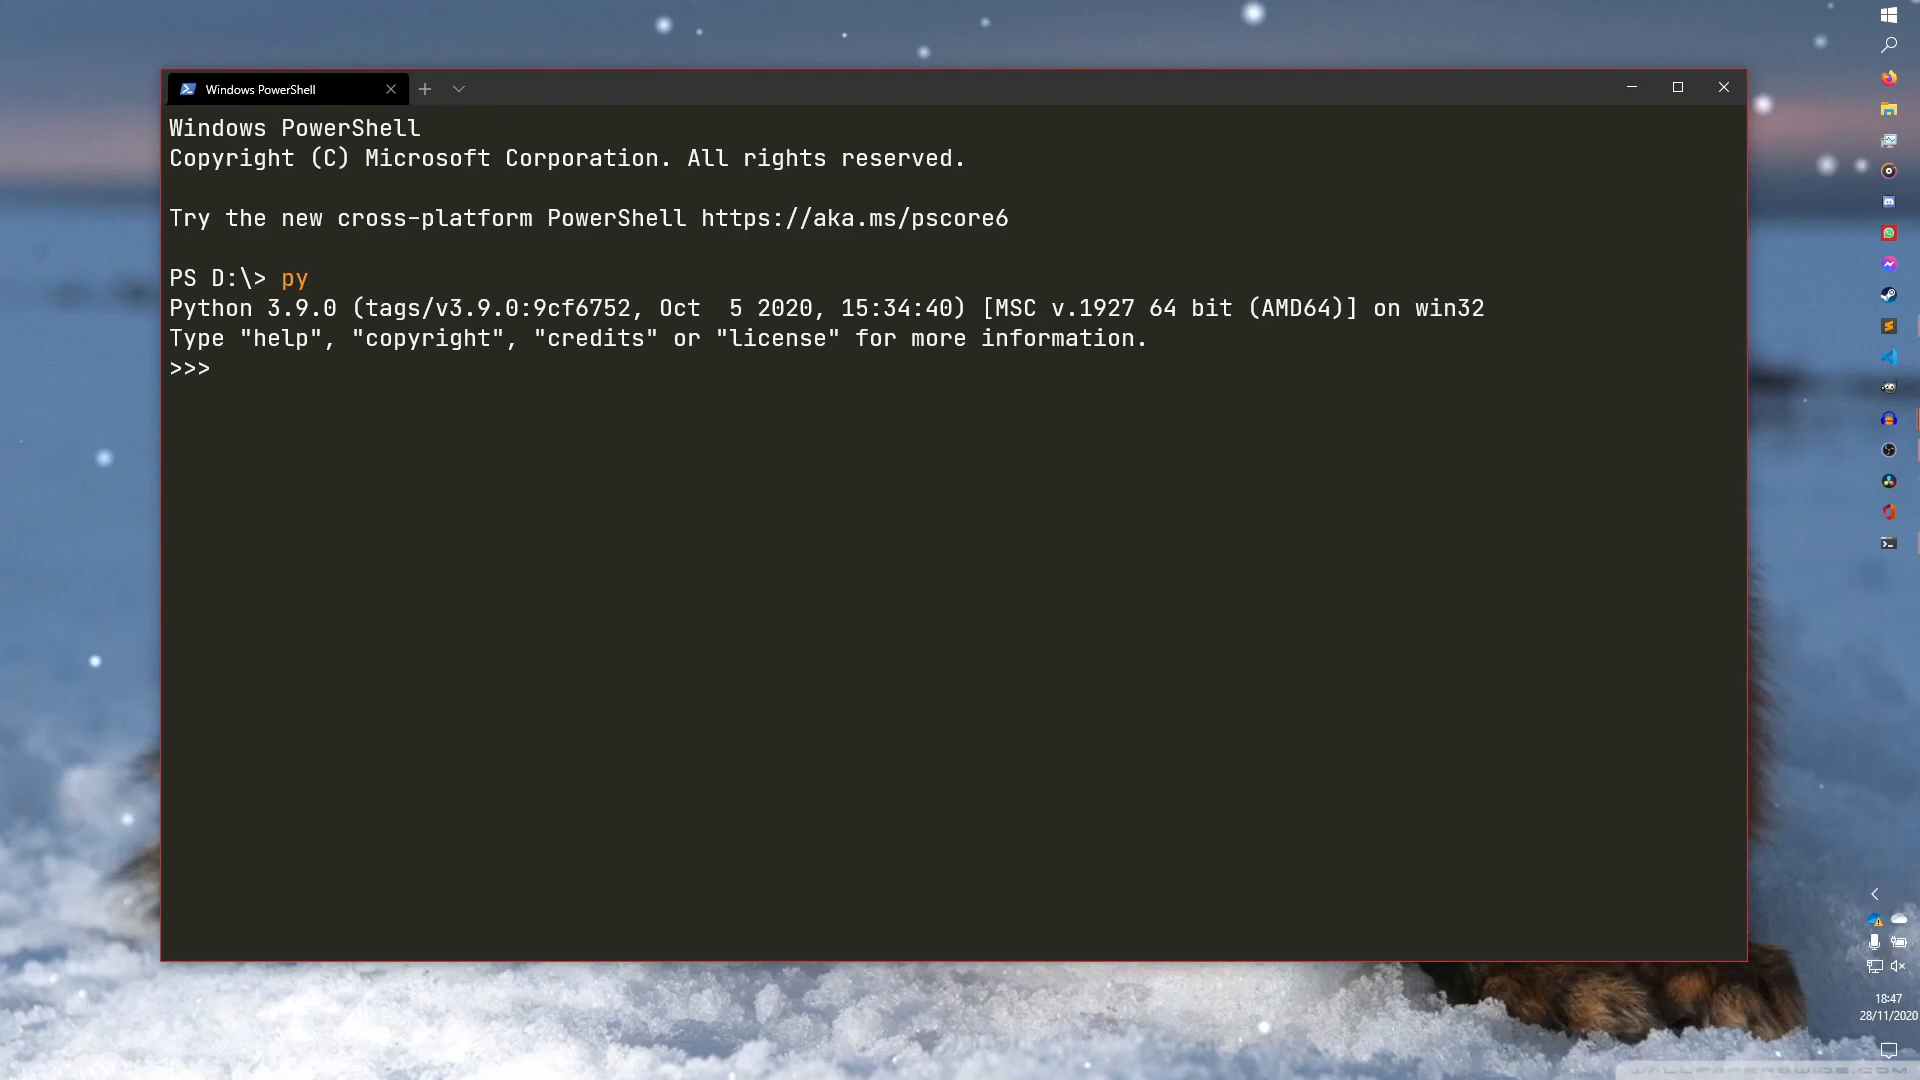 Windows PowerShell
Windows PowerShell
Copyright (C) Microsoft Corporation. All rights reserved.
Try the new cross-platform PowerShell https://aka.ms/pscore6
PS D:\> py
Python 3.9.0 (tags/v3.9.0:9cf6752, Oct  5 2020, 15:34:40) [MSC v.1927 64 bit (AMD64)] on win32
Type "help", "copyright", "credits" or "license" for more information.
>>>
18:47
28/11/2020
WALLPAPERSWIDE.COM